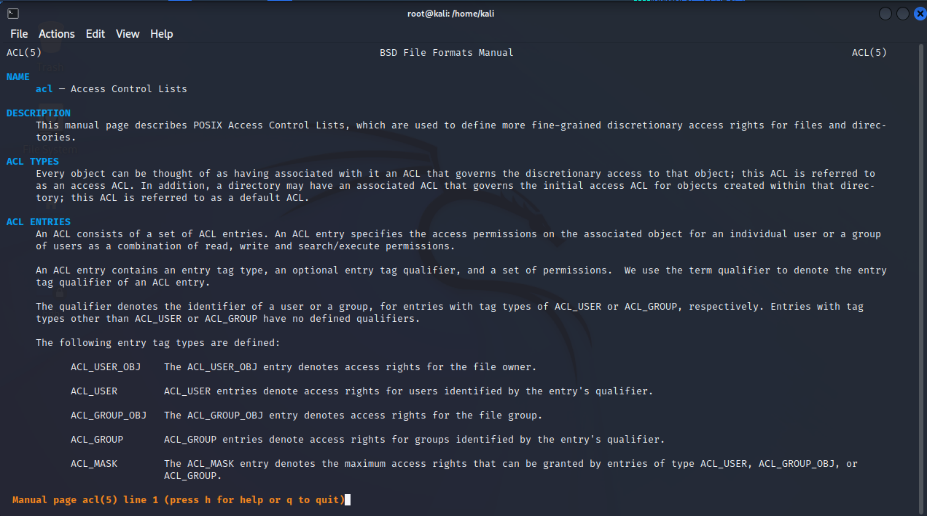 root@kali: /home/kali
File Actions Edit View Help
ACL(5) BSD File Formats Manual ACL(5)
NAME
acl — Access Control Lists
DESCRIPTION
This manual page describes POSIX Access Control Lists, which are used to define more fine-grained discretionary access rights for files and direc-
tories.
ACL TYPES
Every object can be thought of as having associated with it an ACL that governs the discretionary access to that object; this ACL is referred to
as an access ACL. In addition, a directory may have an associated ACL that governs the initial access ACL for objects created within that direc-
tory; this ACL is referred to as a default ACL.
ACL ENTRIES
An ACL consists of a set of ACL entries. An ACL entry specifies the access permissions on the associated object for an individual user or a group
of users as a combination of read, write and search/execute permissions.
An ACL entry contains an entry tag type, an optional entry tag qualifier, and a set of permissions. We use the term qualifier to denote the entry
tag qualifier of an ACL entry.
The qualifier denotes the identifier of a user or a group, for entries with tag types of ACL_USER or ACL_GROUP, respectively. Entries with tag
types other than ACL_USER or ACL_GROUP have no defined qualifiers.
The following entry tag types are defined:
ACL_USER_OBJ The ACL_USER_OBJ entry denotes access rights for the file owner.
ACL_USER ACL_USER entries denote access rights for users identified by the entry's qualifier.
ACL_GROUP_OBJ The ACL_GROUP_OBJ entry denotes access rights for the file group.
ACL_GROUP ACL_GROUP entries denote access rights for groups identified by the entry's qualifier.
ACL_MASK The ACL_MASK entry denotes the maximum access rights that can be granted by entries of type ACL_USER, ACL_GROUP_OBJ, or
ACL_GROUP.
Manual page acl(5) line 1 (press h for help or q to quit)